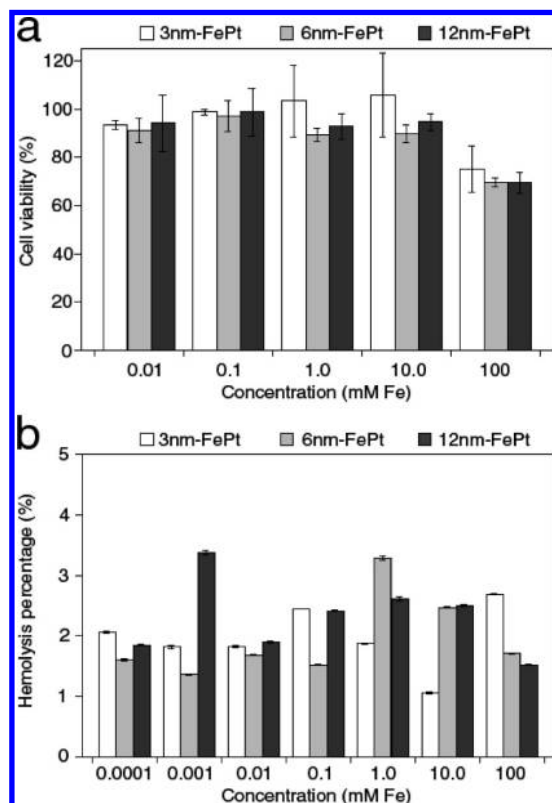 a
3nm-FePt 6nm-FePt 12nm-FePt
120
100
80
60
40
20
0
Cell viability (%)
0.01 0.1 1.0 10.0 100
Concentration (mM Fe)
b
3nm-FePt 6nm-FePt 12nm-FePt
5
4
3
2
1
0
Hemolysis percentage (%)
0.0001 0.001 0.01 0.1 1.0 10.0 100
Concentration (mM Fe)